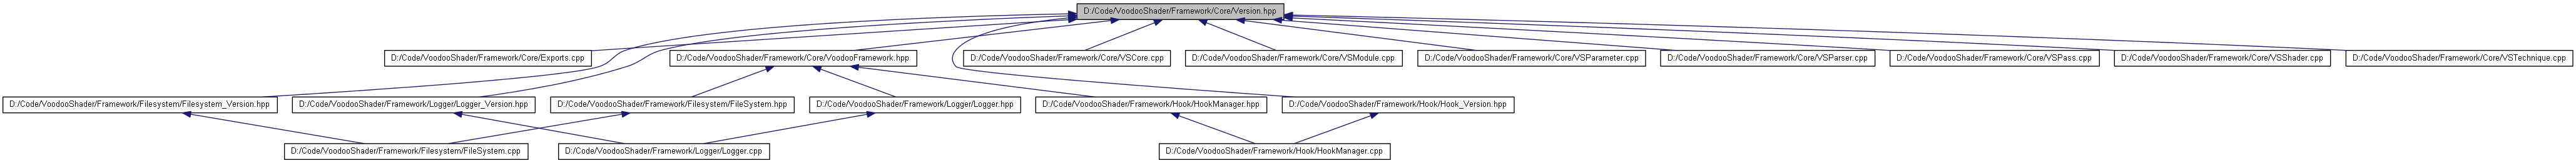 D:/Code/VoodooShader/Framework/Core/Version.hpp
D:/Code/VoodooShader/Framework/Core/Exports.cpp
D:/Code/VoodooShader/Framework/Core/VoodooFramework.hpp
D:/Code/VoodooShader/Framework/Core/VSCore.cpp
D:/Code/VoodooShader/Framework/Core/VSModule.cpp
D:/Code/VoodooShader/Framework/Core/VSParameter.cpp
D:/Code/VoodooShader/Framework/Core/VSParser.cpp
D:/Code/VoodooShader/Framework/Core/VSPass.cpp
D:/Code/VoodooShader/Framework/Core/VSShader.cpp
D:/Code/VoodooShader/Framework/Core/VSTechnique.cpp
D:/Code/VoodooShader/Framework/Filesystem/Filesystem_Version.hpp
D:/Code/VoodooShader/Framework/Logger/Logger_Version.hpp
D:/Code/VoodooShader/Framework/Filesystem/FileSystem.hpp
D:/Code/VoodooShader/Framework/Logger/Logger.hpp
D:/Code/VoodooShader/Framework/Hook/HookManager.hpp
D:/Code/VoodooShader/Framework/Hook/Hook_Version.hpp
D:/Code/VoodooShader/Framework/Filesystem/FileSystem.cpp
D:/Code/VoodooShader/Framework/Logger/Logger.cpp
D:/Code/VoodooShader/Framework/Hook/HookManager.cpp